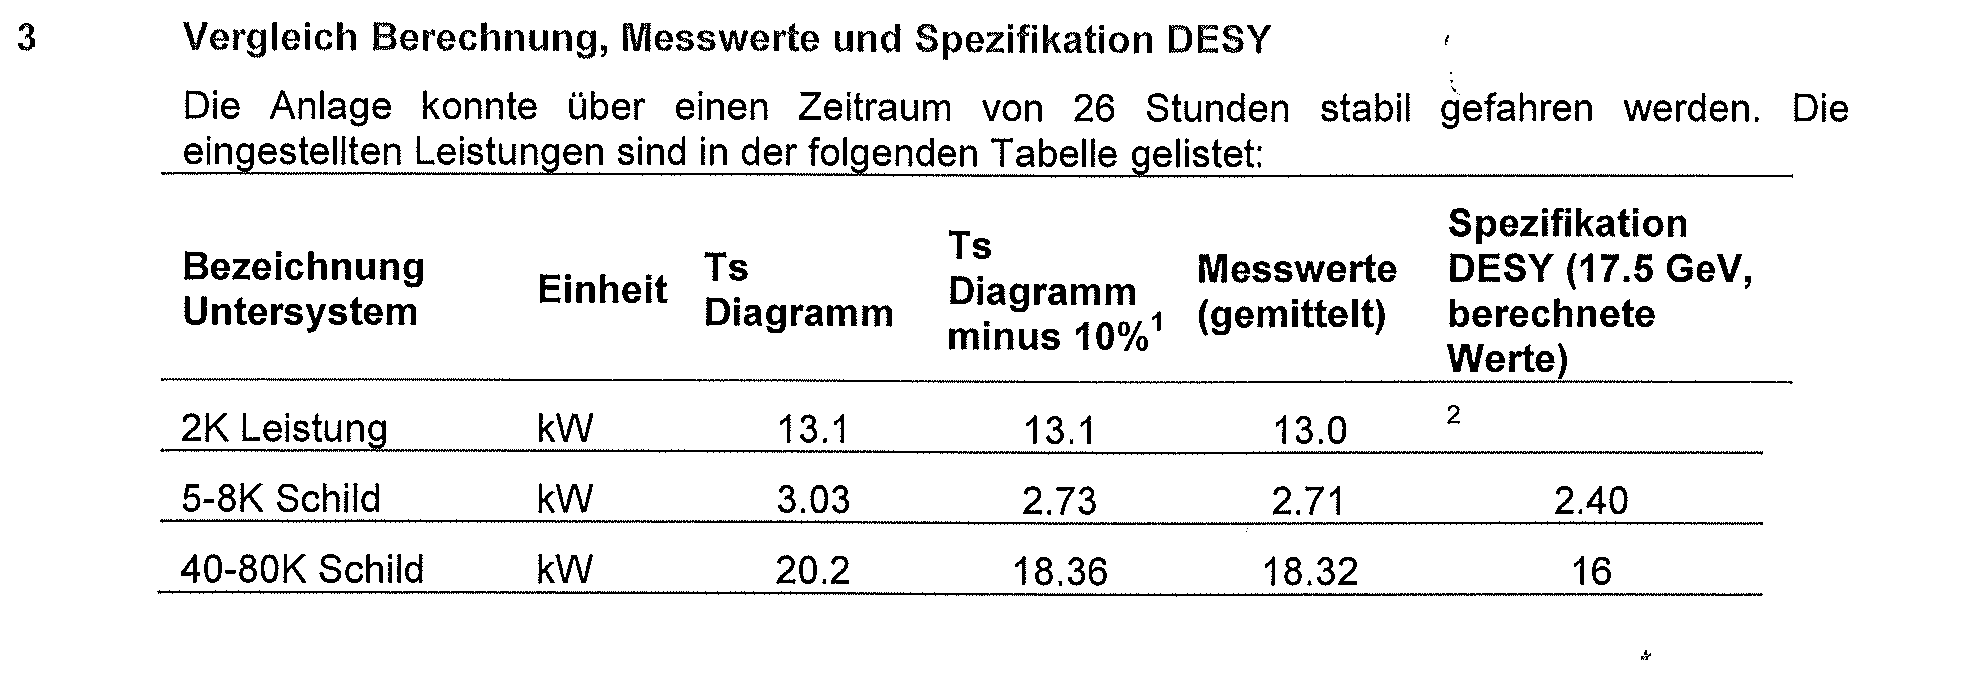 3 Vergleich Berechnung, Messwerte und Spezifikation DESY
Die Anlage konnte über einen Zeitraum von 26 Stunden stabil gefahren werden. Die
eingestellten Leistungen sind in der folgenden Tabelle gelistet:
Bezeichnung Untersystem Einheit Ts Diagramm Ts Diagramm minus 10%¹ Messwerte (gemittelt) Spezifikation DESY (17.5 GeV, berechnete Werte)
2K Leistung kW 13.1 13.1 13.0 ²
5-8K Schild kW 3.03 2.73 2.71 2.40
40-80K Schild kW 20.2 18.36 18.32 16